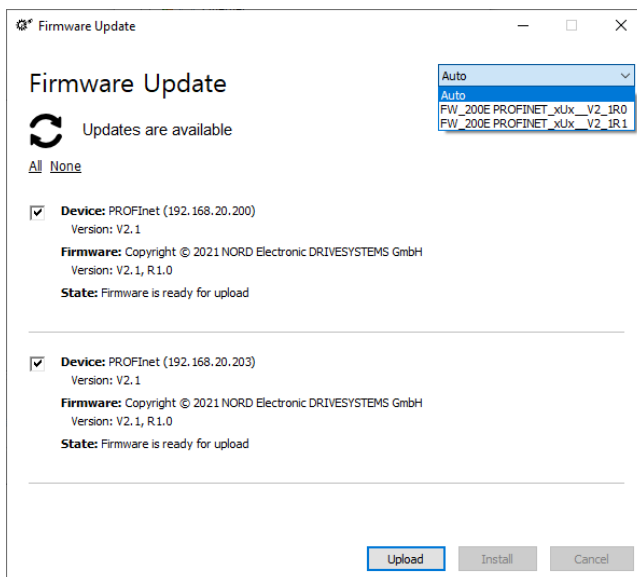 Firmware Update
Firmware Update
Auto
Auto
FW_200E PROFINET_xUx__V2_1R0
FW_200E PROFINET_xUx__V2_1R1
Updates are available
All None
Device: PROFInet (192.168.20.200)
Version: V2.1
Firmware: Copyright © 2021 NORD Electronic DRIVESYSTEMS GmbH
Version: V2.1, R1.0
State: Firmware is ready for upload
Device: PROFInet (192.168.20.203)
Version: V2.1
Firmware: Copyright © 2021 NORD Electronic DRIVESYSTEMS GmbH
Version: V2.1, R1.0
State: Firmware is ready for upload
Upload Install Cancel